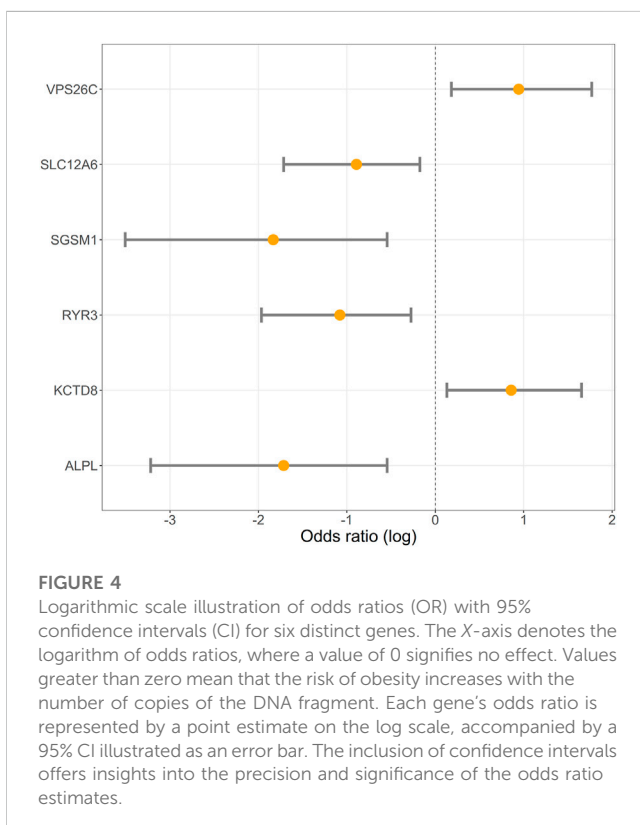 VPS26C
SLC12A6
SGSM1
RYR3
KCTD8
ALPL
-3 -2 -1 0 1 2
Odds ratio (log)
FIGURE 4
Logarithmic scale illustration of odds ratios (OR) with 95%
confidence intervals (CI) for six distinct genes. The X-axis denotes the
logarithm of odds ratios, where a value of 0 signifies no effect. Values
greater than zero mean that the risk of obesity increases with the
number of copies of the DNA fragment. Each gene's odds ratio is
represented by a point estimate on the log scale, accompanied by a
95% CI illustrated as an error bar. The inclusion of confidence intervals
offers insights into the precision and significance of the odds ratio
estimates.